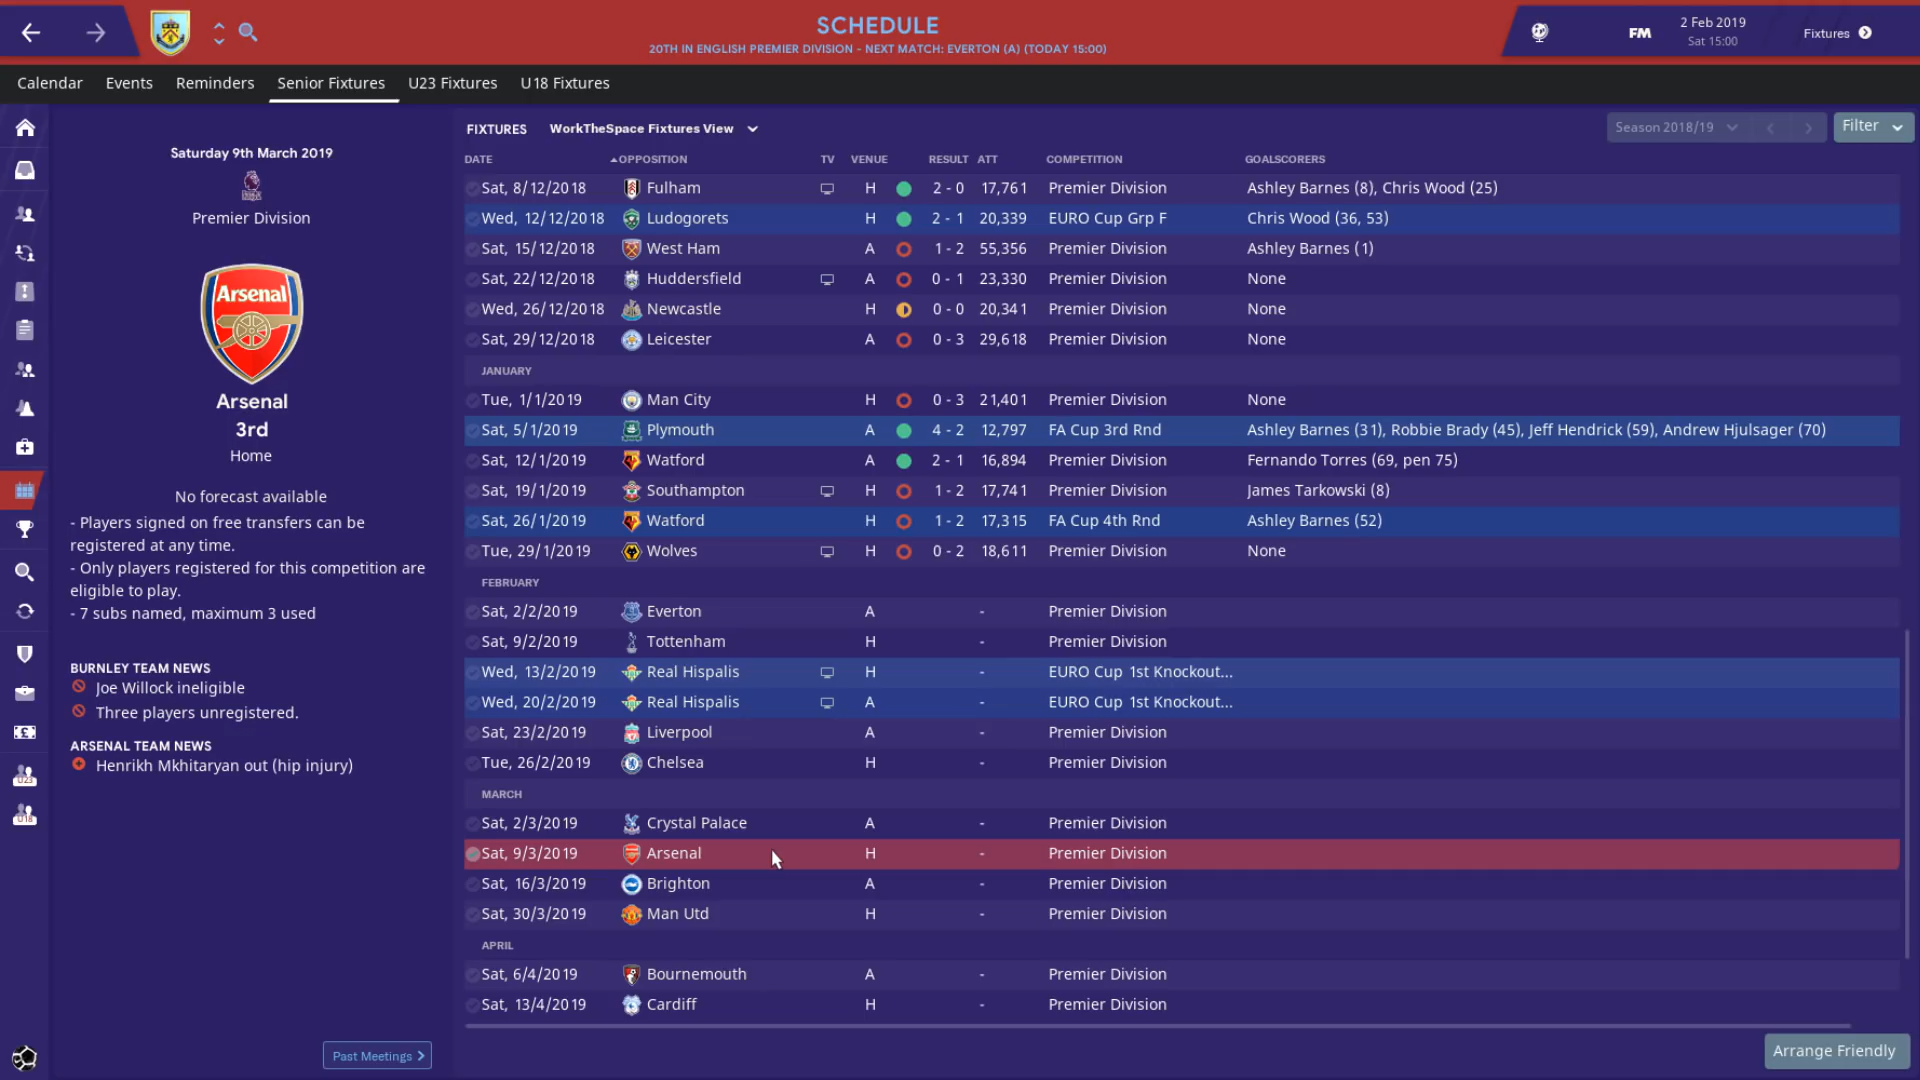 SCHEDULE
20TH IN ENGLISH PREMIER DIVISION - NEXT MATCH: EVERTON (A) (TODAY 15:00)
FM
2 Feb 2019
Sat 15:00
Fixtures
Calendar Events Reminders Senior Fixtures U23 Fixtures U18 Fixtures
Saturday 9th March 2019
Premier Division
Arsenal
Arsenal
3rd
Home
No forecast available
- Players signed on free transfers can be
registered at any time.
- Only players registered for this competition are
eligible to play.
- 7 subs named, maximum 3 used
BURNLEY TEAM NEWS
Joe Willock ineligible
Three players unregistered.
ARSENAL TEAM NEWS
Henrikh Mkhitaryan out (hip injury)
U23
U18
Past Meetings
FIXTURES WorkTheSpace Fixtures View
Season 2018/19
Filter
DATE OPPOSITION TV VENUE RESULT ATT COMPETITION GOALSCORERS
Sat, 8/12/2018 Fulham H 2 - 0 17,761 Premier Division Ashley Barnes (8), Chris Wood (25)
Wed, 12/12/2018 Ludogorets H 2 - 1 20,339 EURO Cup Grp F Chris Wood (36, 53)
Sat, 15/12/2018 West Ham A 1 - 2 55,356 Premier Division Ashley Barnes (1)
Sat, 22/12/2018 Huddersfield A 0 - 1 23,330 Premier Division None
Wed, 26/12/2018 Newcastle H 0 - 0 20,341 Premier Division None
Sat, 29/12/2018 Leicester A 0 - 3 29,618 Premier Division None
JANUARY
Tue, 1/1/2019 Man City H 0 - 3 21,401 Premier Division None
Sat, 5/1/2019 Plymouth A 4 - 2 12,797 FA Cup 3rd Rnd Ashley Barnes (31), Robbie Brady (45), Jeff Hendrick (59), Andrew Hjulsager (70)
Sat, 12/1/2019 Watford A 2 - 1 16,894 Premier Division Fernando Torres (69, pen 75)
Sat, 19/1/2019 Southampton H 1 - 2 17,741 Premier Division James Tarkowski (8)
Sat, 26/1/2019 Watford H 1 - 2 17,315 FA Cup 4th Rnd Ashley Barnes (52)
Tue, 29/1/2019 Wolves H 0 - 2 18,611 Premier Division None
FEBRUARY
Sat, 2/2/2019 Everton A - Premier Division
Sat, 9/2/2019 Tottenham H - Premier Division
Wed, 13/2/2019 Real Hispalis H - EURO Cup 1st Knockout...
Wed, 20/2/2019 Real Hispalis A - EURO Cup 1st Knockout...
Sat, 23/2/2019 Liverpool A - Premier Division
Tue, 26/2/2019 Chelsea H - Premier Division
MARCH
Sat, 2/3/2019 Crystal Palace A - Premier Division
Sat, 9/3/2019 Arsenal H - Premier Division
Sat, 16/3/2019 Brighton A - Premier Division
Sat, 30/3/2019 Man Utd H - Premier Division
APRIL
Sat, 6/4/2019 Bournemouth A - Premier Division
Sat, 13/4/2019 Cardiff H - Premier Division
Arrange Friendly